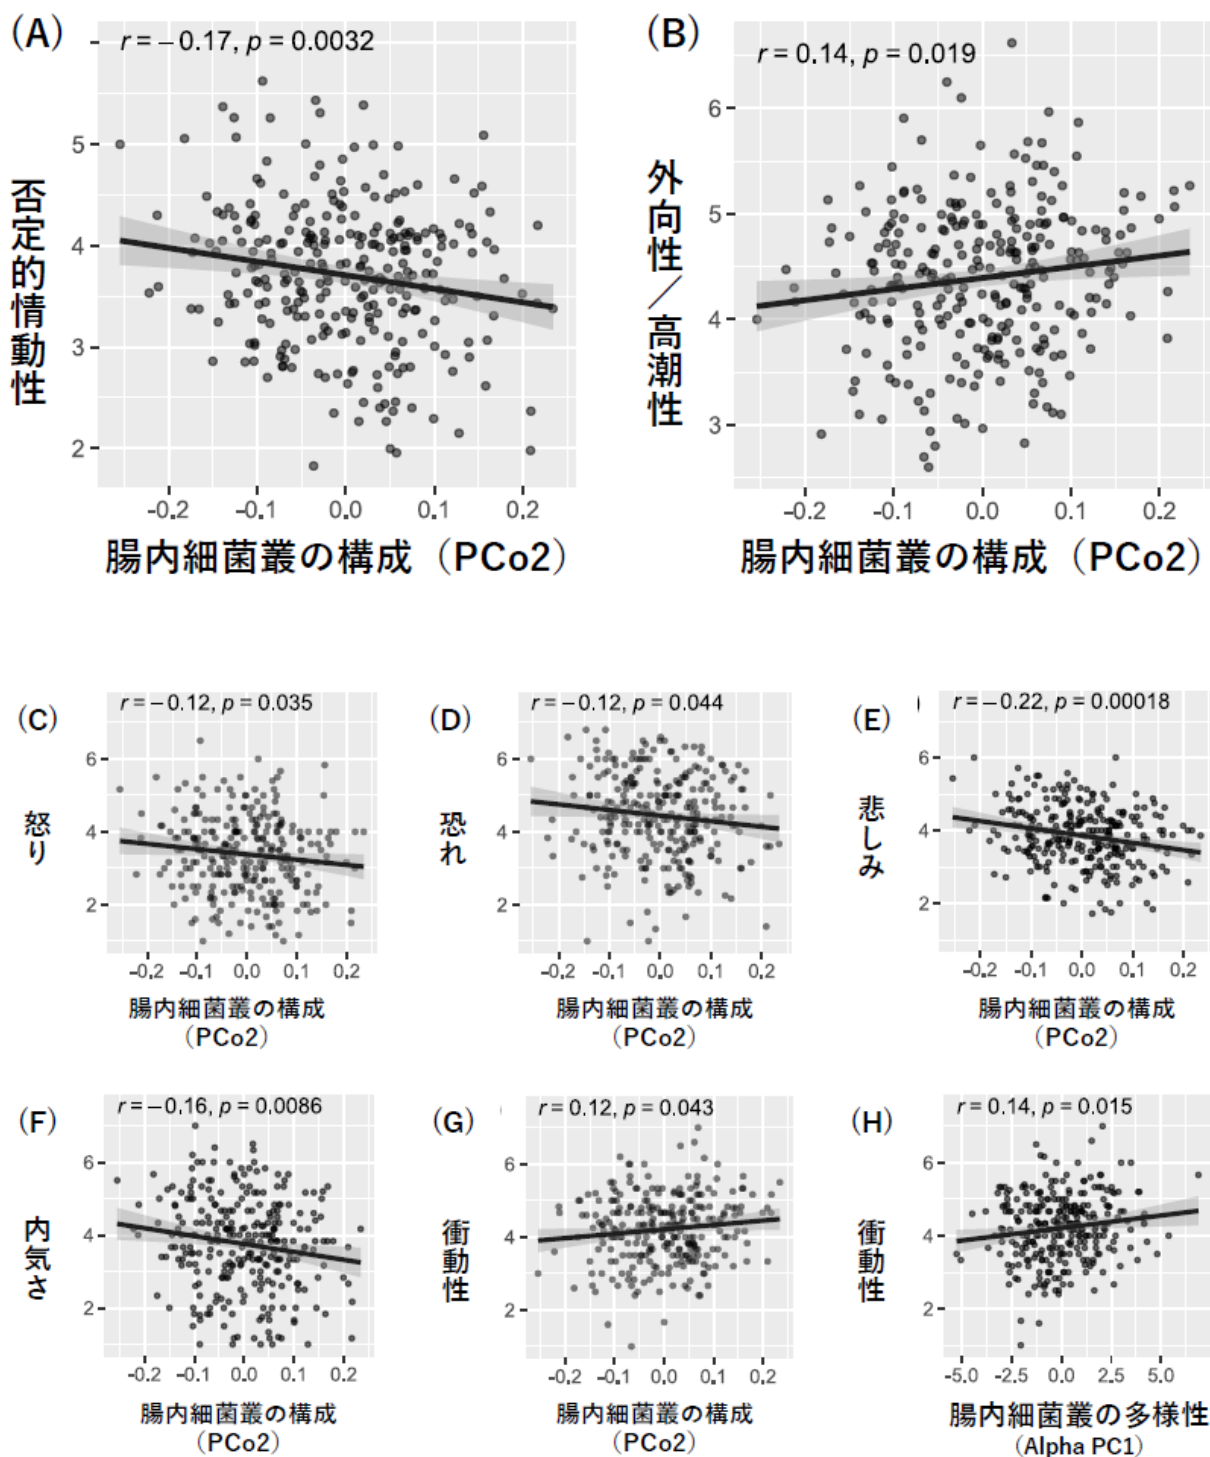 (A)
r = −0.17, p = 0.0032
否定的情動性
5
4
3
2
-0.2 -0.1 0.0 0.1 0.2
腸内細菌叢の構成（PCo2）
(B)
r = 0.14, p = 0.019
外向性／高潮性
6
5
4
3
-0.2 -0.1 0.0 0.1 0.2
腸内細菌叢の構成（PCo2）
(C)
r = −0.12, p = 0.035
怒り
6
4
2
-0.2 -0.1 0.0 0.1 0.2
腸内細菌叢の構成
（PCo2）
(D)
r = −0.12, p = 0.044
恐れ
6
4
2
-0.2 -0.1 0.0 0.1 0.2
腸内細菌叢の構成
（PCo2）
(E)
r = −0.22, p = 0.00018
悲しみ
6
4
2
-0.2 -0.1 0.0 0.1 0.2
腸内細菌叢の構成
（PCo2）
(F)
r = −0.16, p = 0.0086
内気さ
6
4
2
-0.2 -0.1 0.0 0.1 0.2
腸内細菌叢の構成
（PCo2）
(G)
r = 0.12, p = 0.043
衝動性
6
4
2
-0.2 -0.1 0.0 0.1 0.2
腸内細菌叢の構成
（PCo2）
(H)
r = 0.14, p = 0.015
衝動性
6
4
2
-5.0 -2.5 0.0 2.5 5.0
腸内細菌叢の多様性
（Alpha PC1）